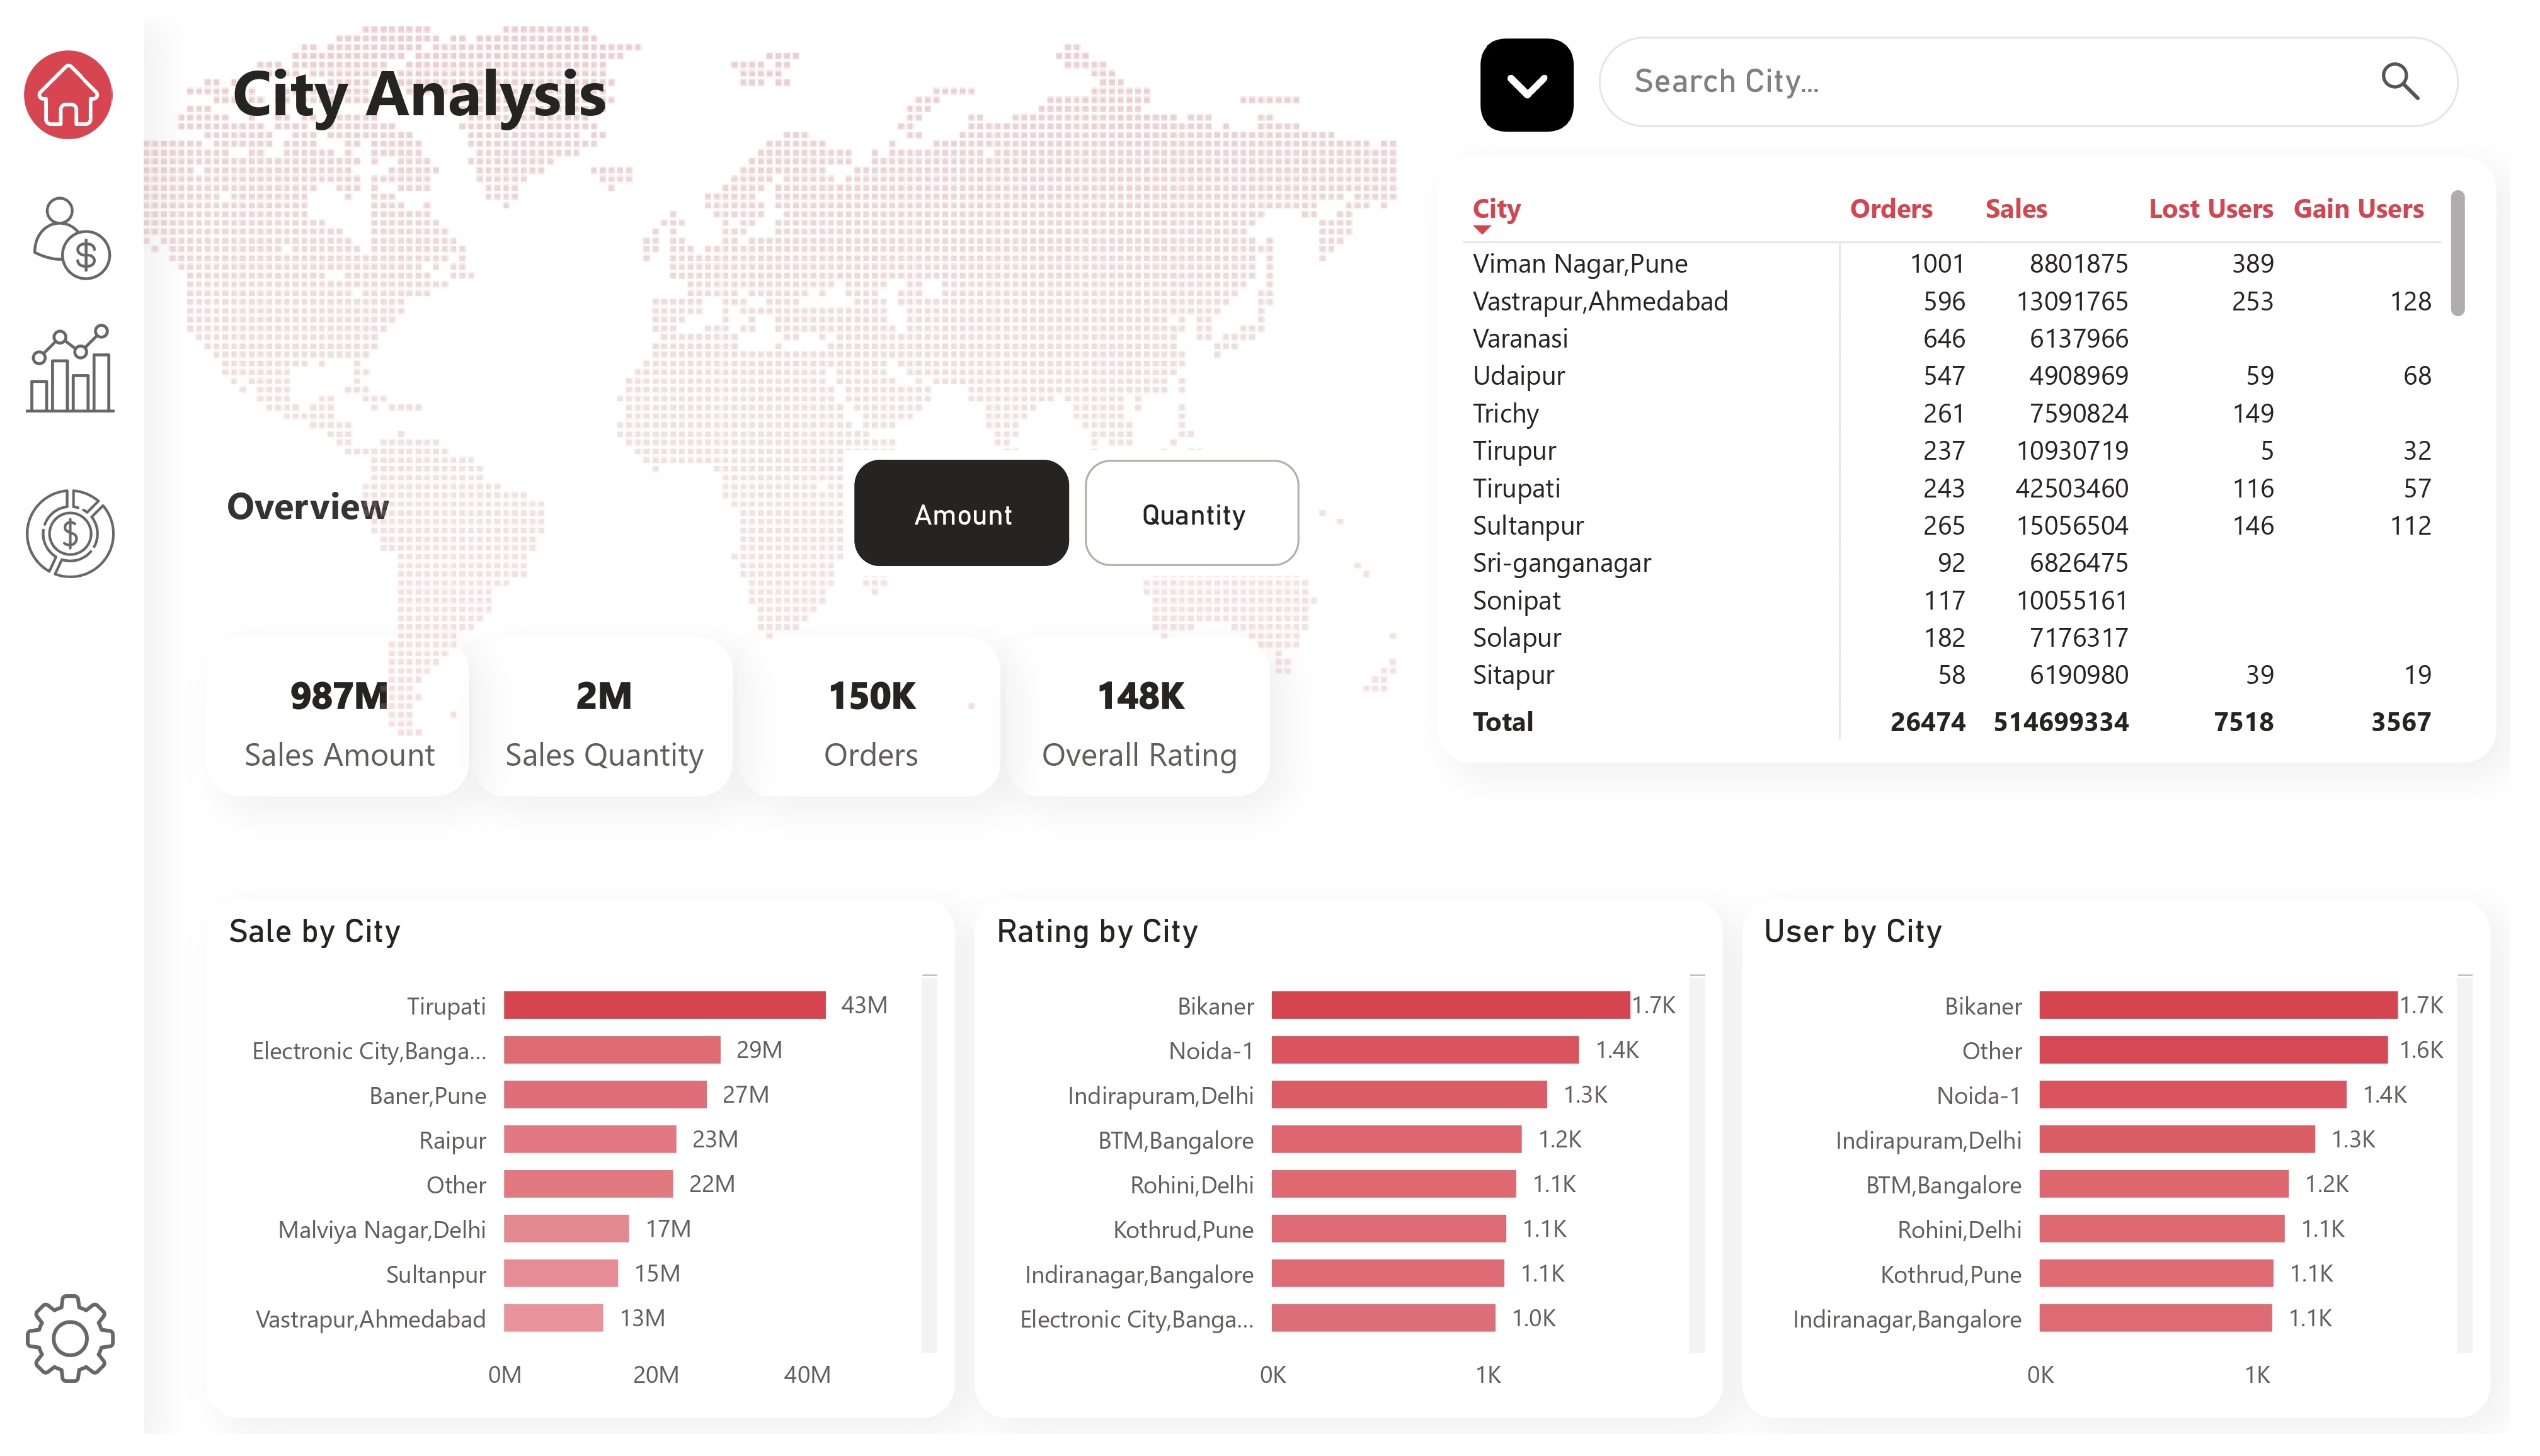 City Analysis
Search City...
City Orders Sales Lost Users Gain Users
Viman Nagar,Pune 1001 8801875 389
Vastrapur,Ahmedabad 596 13091765 253 128
Varanasi 646 6137966
Udaipur 547 4908969 59 68
Trichy 261 7590824 149
Tirupur 237 10930719 5 32
Tirupati 243 42503460 116 57
Sultanpur 265 15056504 146 112
Sri-ganganagar 92 6826475
Sonipat 117 10055161
Solapur 182 7176317
Sitapur 58 6190980 39 19
Total 26474 514699334 7518 3567
Overview
Amount
Quantity
987M
Sales Amount
2M
Sales Quantity
150K
Orders
148K
Overall Rating
Sale by City
Tirupati 43M
Electronic City,Banga... 29M
Baner,Pune 27M
Raipur 23M
Other 22M
Malviya Nagar,Delhi 17M
Sultanpur 15M
Vastrapur,Ahmedabad 13M
0M 20M 40M
Rating by City
Bikaner 1.7K
Noida-1 1.4K
Indirapuram,Delhi 1.3K
BTM,Bangalore 1.2K
Rohini,Delhi 1.1K
Kothrud,Pune 1.1K
Indiranagar,Bangalore 1.1K
Electronic City,Banga... 1.0K
0K 1K
User by City
Bikaner 1.7K
Other 1.6K
Noida-1 1.4K
Indirapuram,Delhi 1.3K
BTM,Bangalore 1.2K
Rohini,Delhi 1.1K
Kothrud,Pune 1.1K
Indiranagar,Bangalore 1.1K
0K 1K